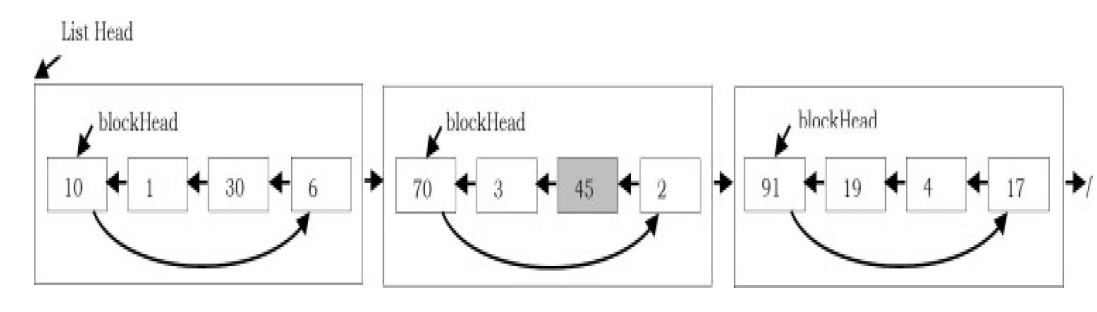 List Head
blockHead
blockHead
blockHead
10 1 30 6
70 3 45 2
91 19 4 17
/